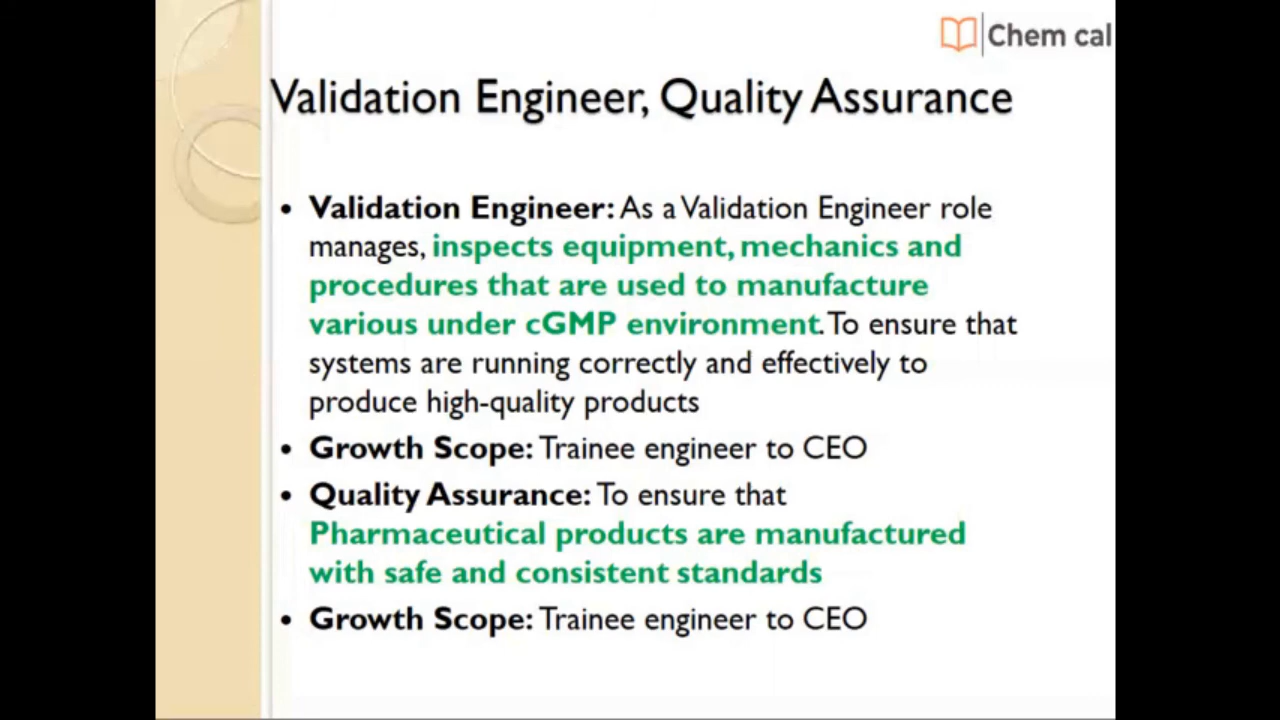 Chem cal
Validation Engineer, Quality Assurance
• Validation Engineer: As a Validation Engineer role
manages, inspects equipment, mechanics and
procedures that are used to manufacture
various under cGMP environment. To ensure that
systems are running correctly and effectively to
produce high-quality products
• Growth Scope: Trainee engineer to CEO
• Quality Assurance: To ensure that
Pharmaceutical products are manufactured
with safe and consistent standards
• Growth Scope: Trainee engineer to CEO